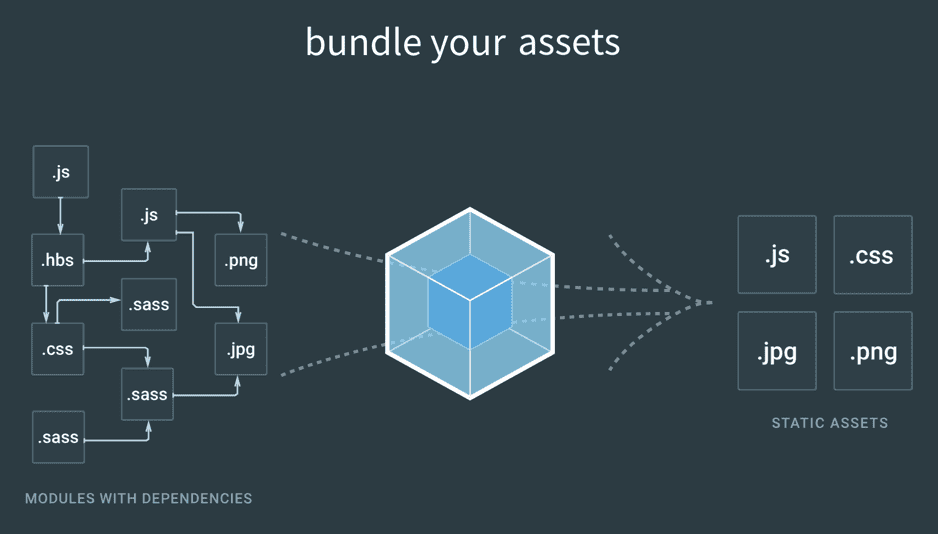 bundle your assets
.js
.js
.hbs
.png
.sass
.css
.jpg
.sass
.sass
MODULES WITH DEPENDENCIES
.js
.css
.jpg
.png
STATIC ASSETS